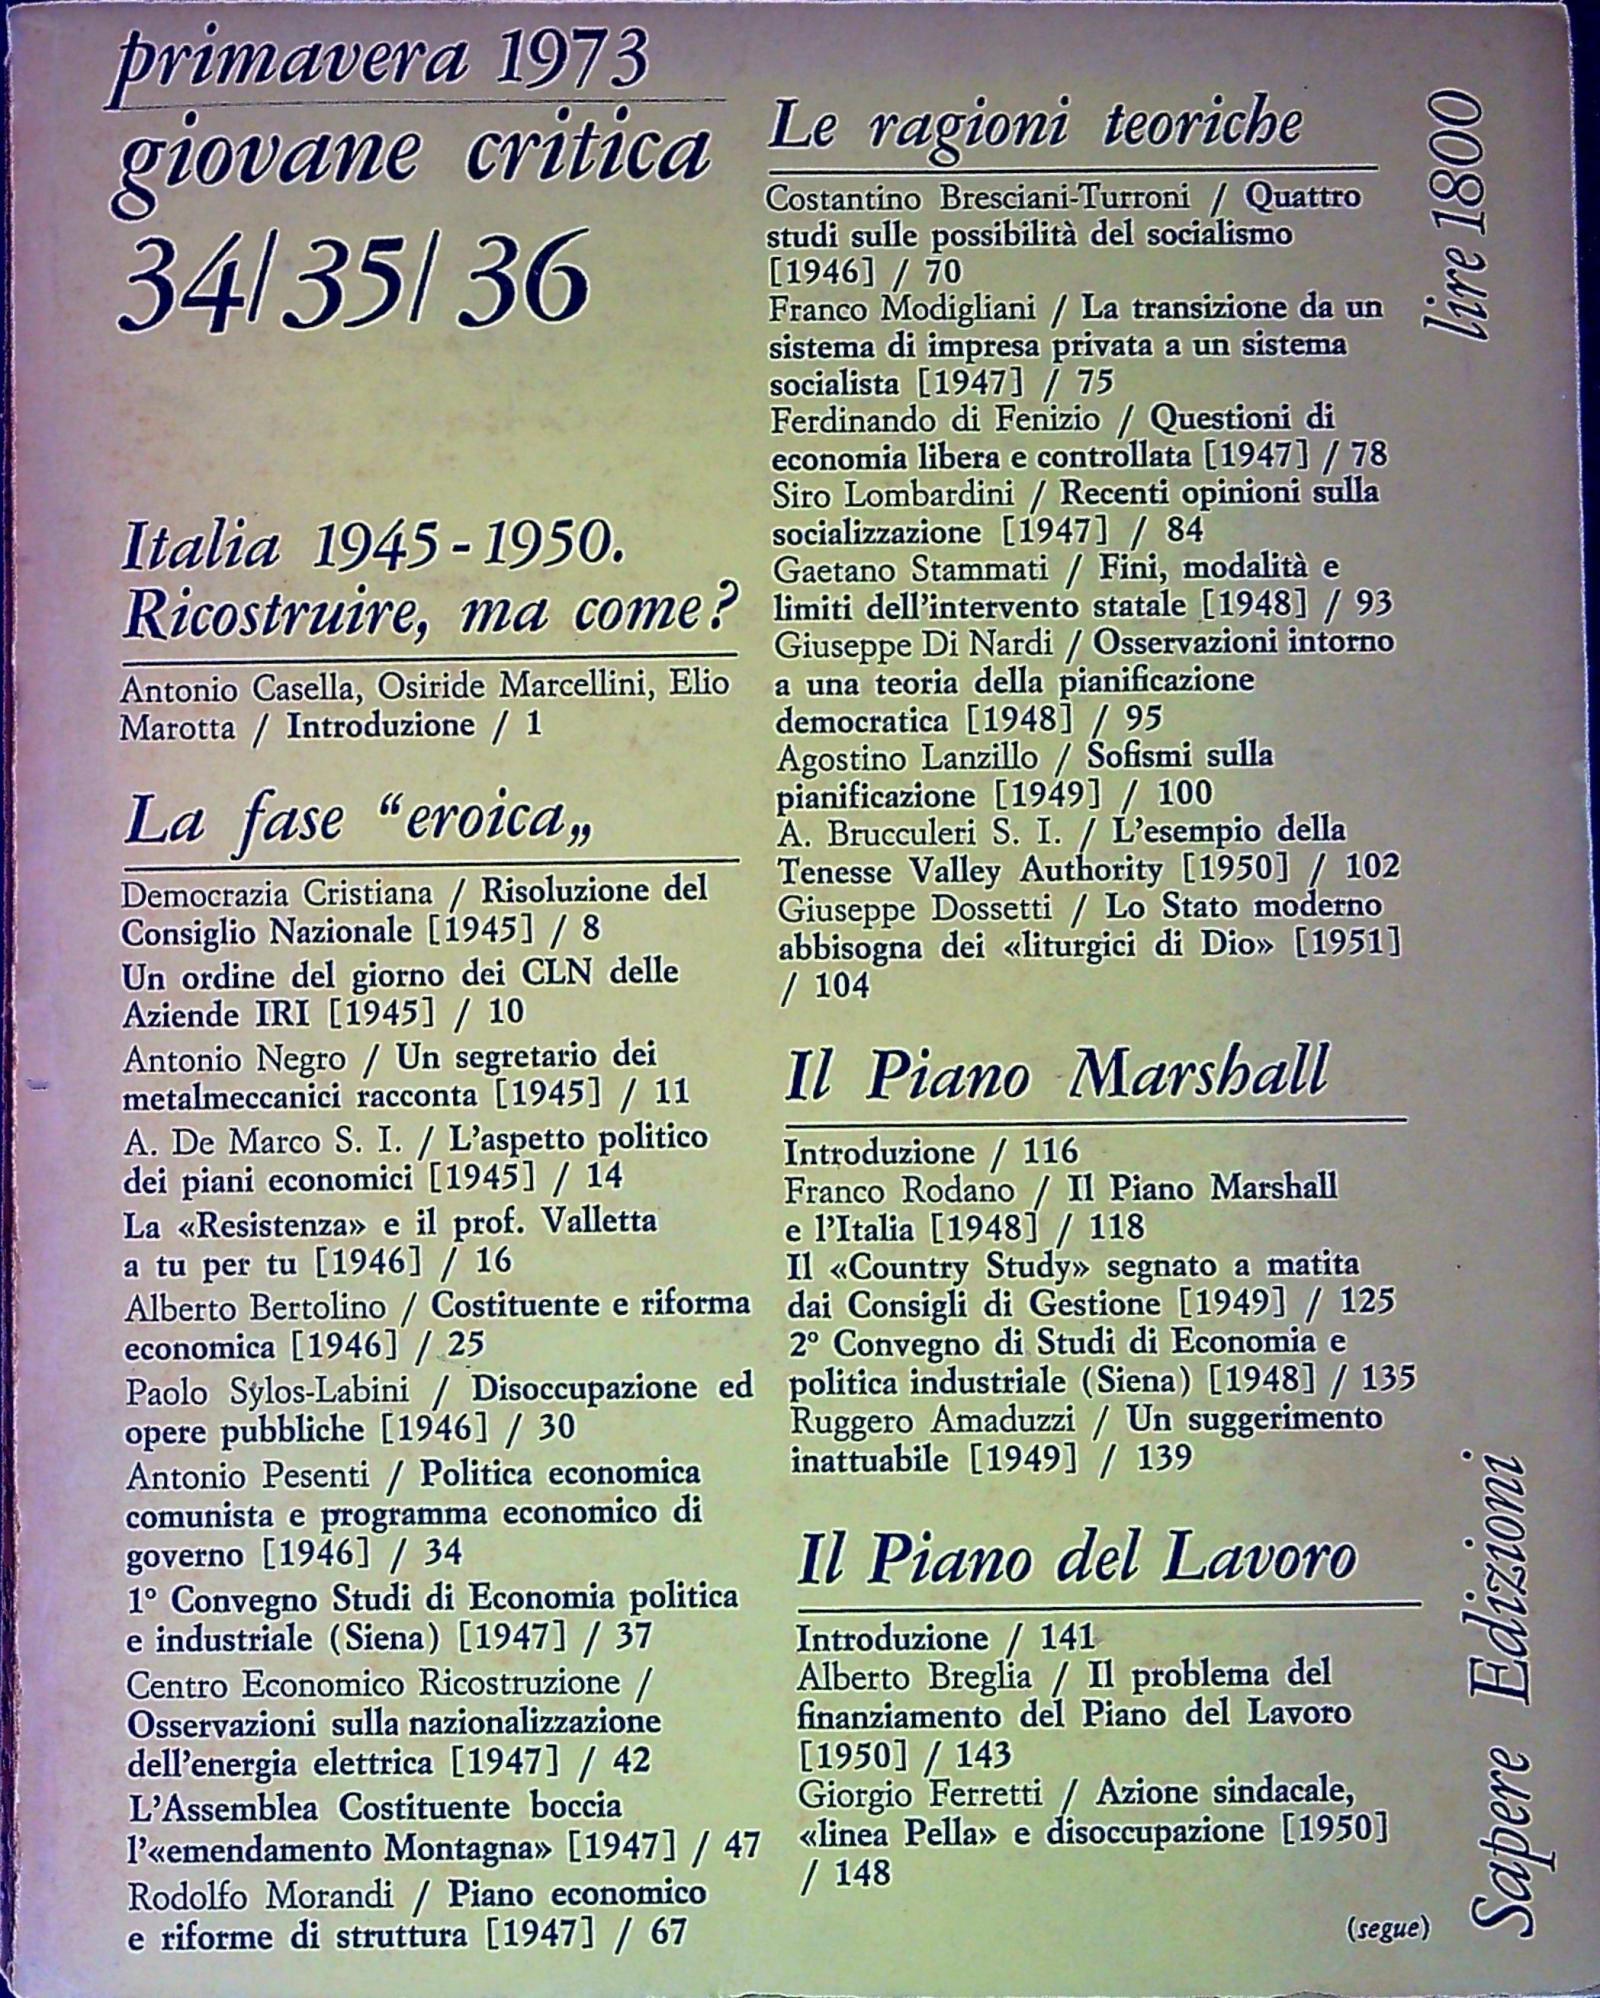 primavera 1973
giovane critica
34/35/36
Italia 1945-1950.
Ricostruire, ma come?
Antonio Casella, Osiride Marcellini, Elio
Marotta / Introduzione / 1
La fase “eroica„
Democrazia Cristiana / Risoluzione del
Consiglio Nazionale [1945] / 8
Un ordine del giorno dei CLN delle
Aziende IRI [1945] / 10
Antonio Negro / Un segretario dei
metalmeccanici racconta [1945] / 11
A. De Marco S. I. / L'aspetto politico
dei piani economici [1945] / 14
La «Resistenza» e il prof. Valletta
a tu per tu [1946] / 16
Alberto Bertolino / Costituente e riforma
economica [1946] / 25
Paolo Sylos-Labini / Disoccupazione ed
opere pubbliche [1946] / 30
Antonio Pesenti / Politica economica
comunista e programma economico di
governo [1946] / 34
1º Convegno Studi di Economia politica
e industriale (Siena) [1947] / 37
Centro Economico Ricostruzione /
Osservazioni sulla nazionalizzazione
dell'energia elettrica [1947] / 42
L'Assemblea Costituente boccia
l'«emendamento Montagna» [1947] / 47
Rodolfo Morandi / Piano economico
e riforme di struttura [1947] / 67
Le ragioni teoriche
Costantino Bresciani-Turroni / Quattro
studi sulle possibilità del socialismo
[1946] / 70
Franco Modigliani / La transizione da un
sistema di impresa privata a un sistema
socialista [1947] / 75
Ferdinando di Fenizio / Questioni di
economia libera e controllata [1947] / 78
Siro Lombardini / Recenti opinioni sulla
socializzazione [1947] / 84
Gaetano Stammati / Fini, modalità e
limiti dell'intervento statale [1948] / 93
Giuseppe Di Nardi / Osservazioni intorno
a una teoria della pianificazione
democratica [1948] / 95
Agostino Lanzillo / Sofismi sulla
pianificazione [1949] / 100
A. Brucculeri S. I. / L'esempio della
Tenesse Valley Authority [1950] / 102
Giuseppe Dossetti / Lo Stato moderno
abbisogna dei «liturgici di Dio» [1951]
/ 104
Il Piano Marshall
Introduzione / 116
Franco Rodano / Il Piano Marshall
e l'Italia [1948] / 118
Il «Country Study» segnato a matita
dai Consigli di Gestione [1949] / 125
2º Convegno di Studi di Economia e
politica industriale (Siena) [1948] / 135
Ruggero Amaduzzi / Un suggerimento
inattuabile [1949] / 139
Il Piano del Lavoro
Introduzione / 141
Alberto Breglia / Il problema del
finanziamento del Piano del Lavoro
[1950] / 143
Giorgio Ferretti / Azione sindacale,
«linea Pella» e disoccupazione [1950]
/ 148
(segue)
lire 1800
Sapere Edizioni